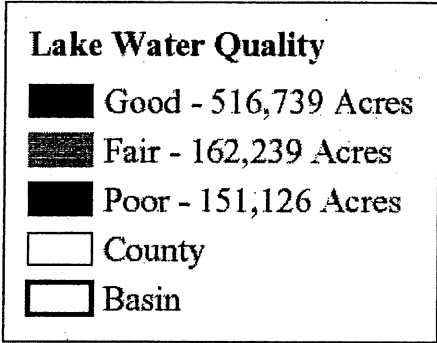 Lake Water Quality
Good - 516,739 Acres
Fair - 162,239 Acres
Poor - 151,126 Acres
County
Basin